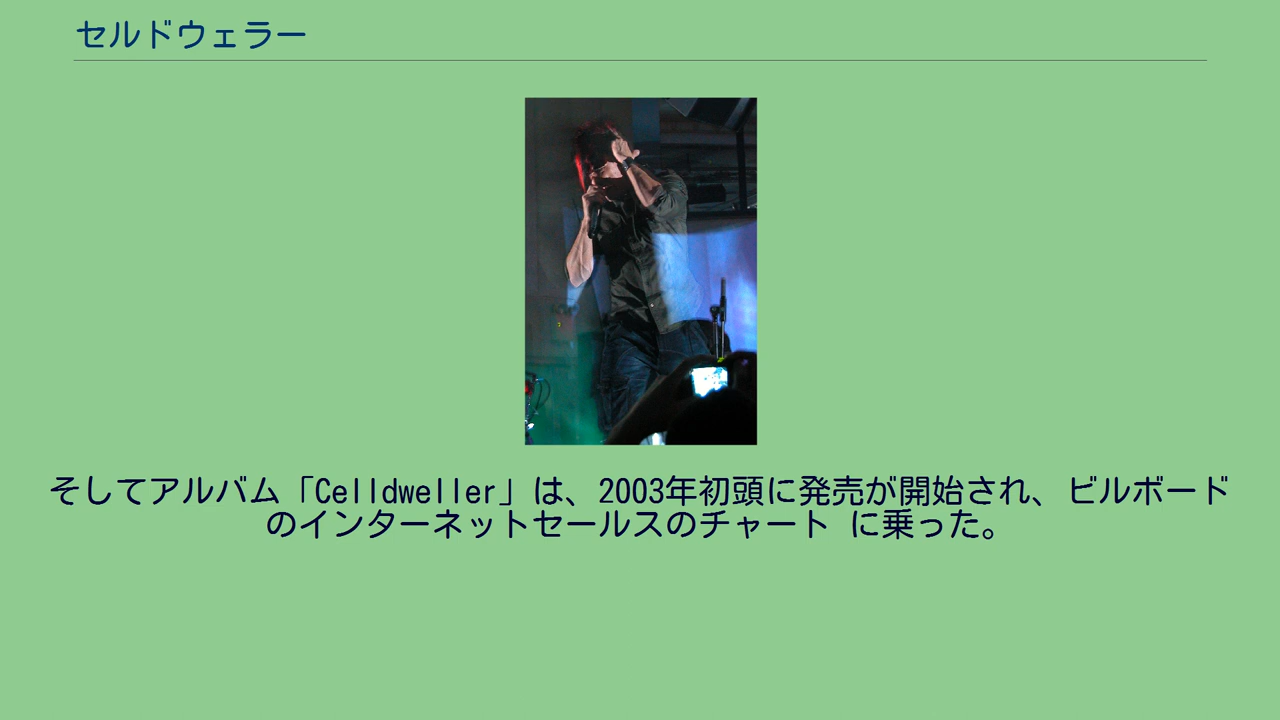 セルドウェラー
そしてアルバム「Celldweller」は、2003年初頭に発売が開始され、ビルボード
のインターネットセールスのチャート に乗った。